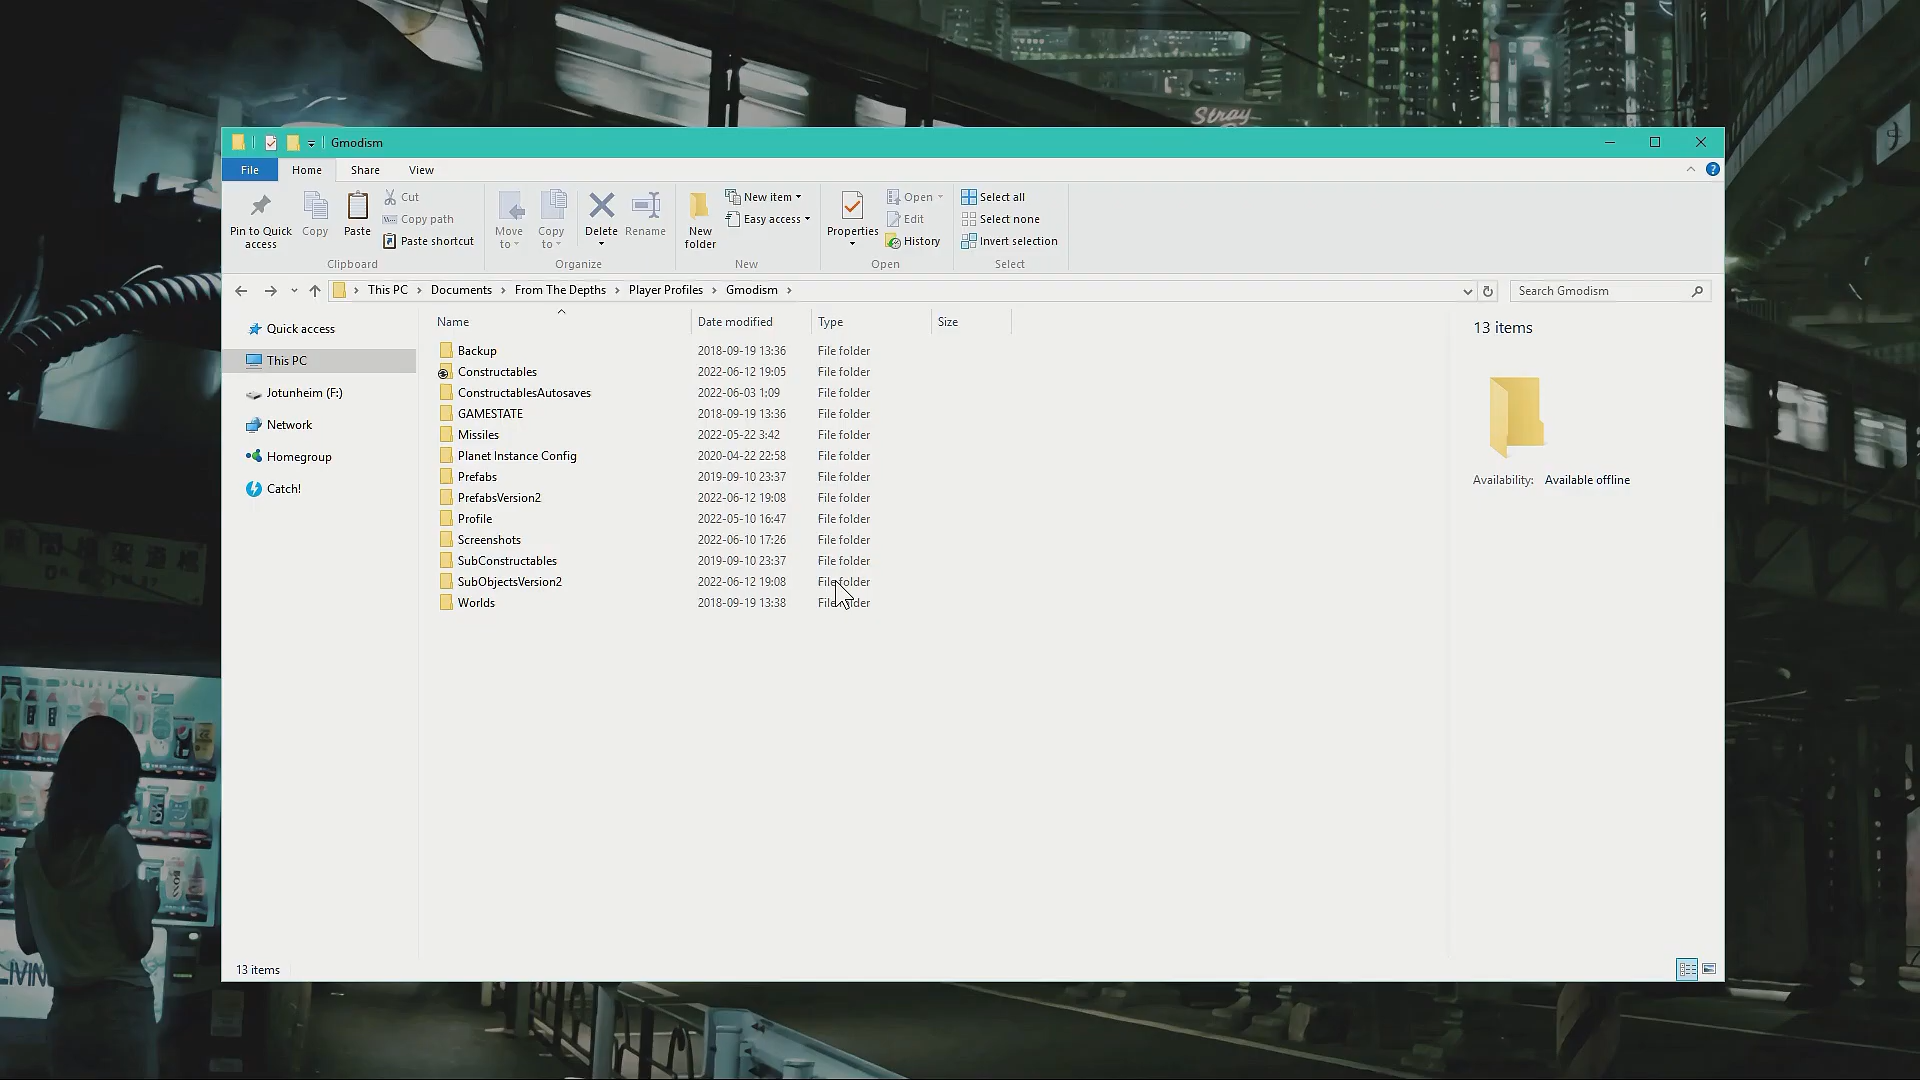 Stray
Gmodism
File Home Share View
Pin to Quick access
Copy
Paste
Cut
Copy path
Paste shortcut
Clipboard
Move to
Copy to
Delete
Rename
Organize
New folder
New item
Easy access
New
Properties
Open
Edit
History
Open
Select all
Select none
Invert selection
Select
This PC > Documents > From The Depths > Player Profiles > Gmodism >
Search Gmodism
Quick access
This PC
Jotunheim (F:)
Network
Homegroup
Catch!
Name Date modified Type Size
Backup 2018-09-19 13:36 File folder
Constructables 2022-06-12 19:05 File folder
ConstructablesAutosaves 2022-06-03 1:09 File folder
GAMESTATE 2018-09-19 13:36 File folder
Missiles 2022-05-22 3:42 File folder
Planet Instance Config 2020-04-22 22:58 File folder
Prefabs 2019-09-10 23:37 File folder
PrefabsVersion2 2022-06-12 19:08 File folder
Profile 2022-05-10 16:47 File folder
Screenshots 2022-06-10 17:26 File folder
SubConstructables 2019-09-10 23:37 File folder
SubObjectsVersion2 2022-06-12 19:08 File folder
Worlds 2018-09-19 13:38 File folder
13 items
Availability: Available offline
13 items
LIVIN